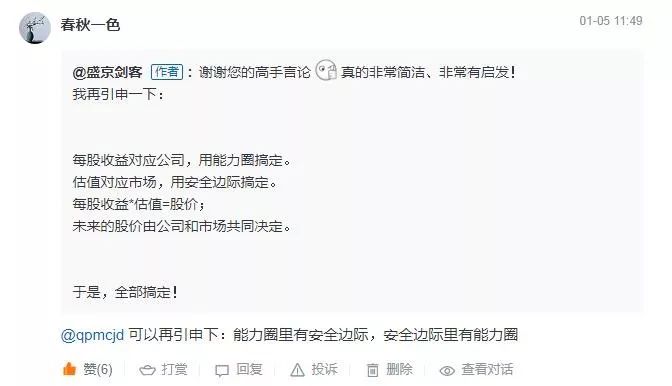 春秋一色
01-05 11:49
@盛京剑客 作者 : 谢谢您的高手言论 真的非常简洁、非常有启发！
我再引申一下：
每股收益对应公司，用能力圈搞定。
估值对应市场，用安全边际搞定。
每股收益*估值=股价；
未来的股价由公司和市场共同决定。
于是，全部搞定！
@qpmcjd 可以再引申下：能力圈里有安全边际，安全边际里有能力圈
赞(6) 打赏 回复 投诉 删除 查看对话